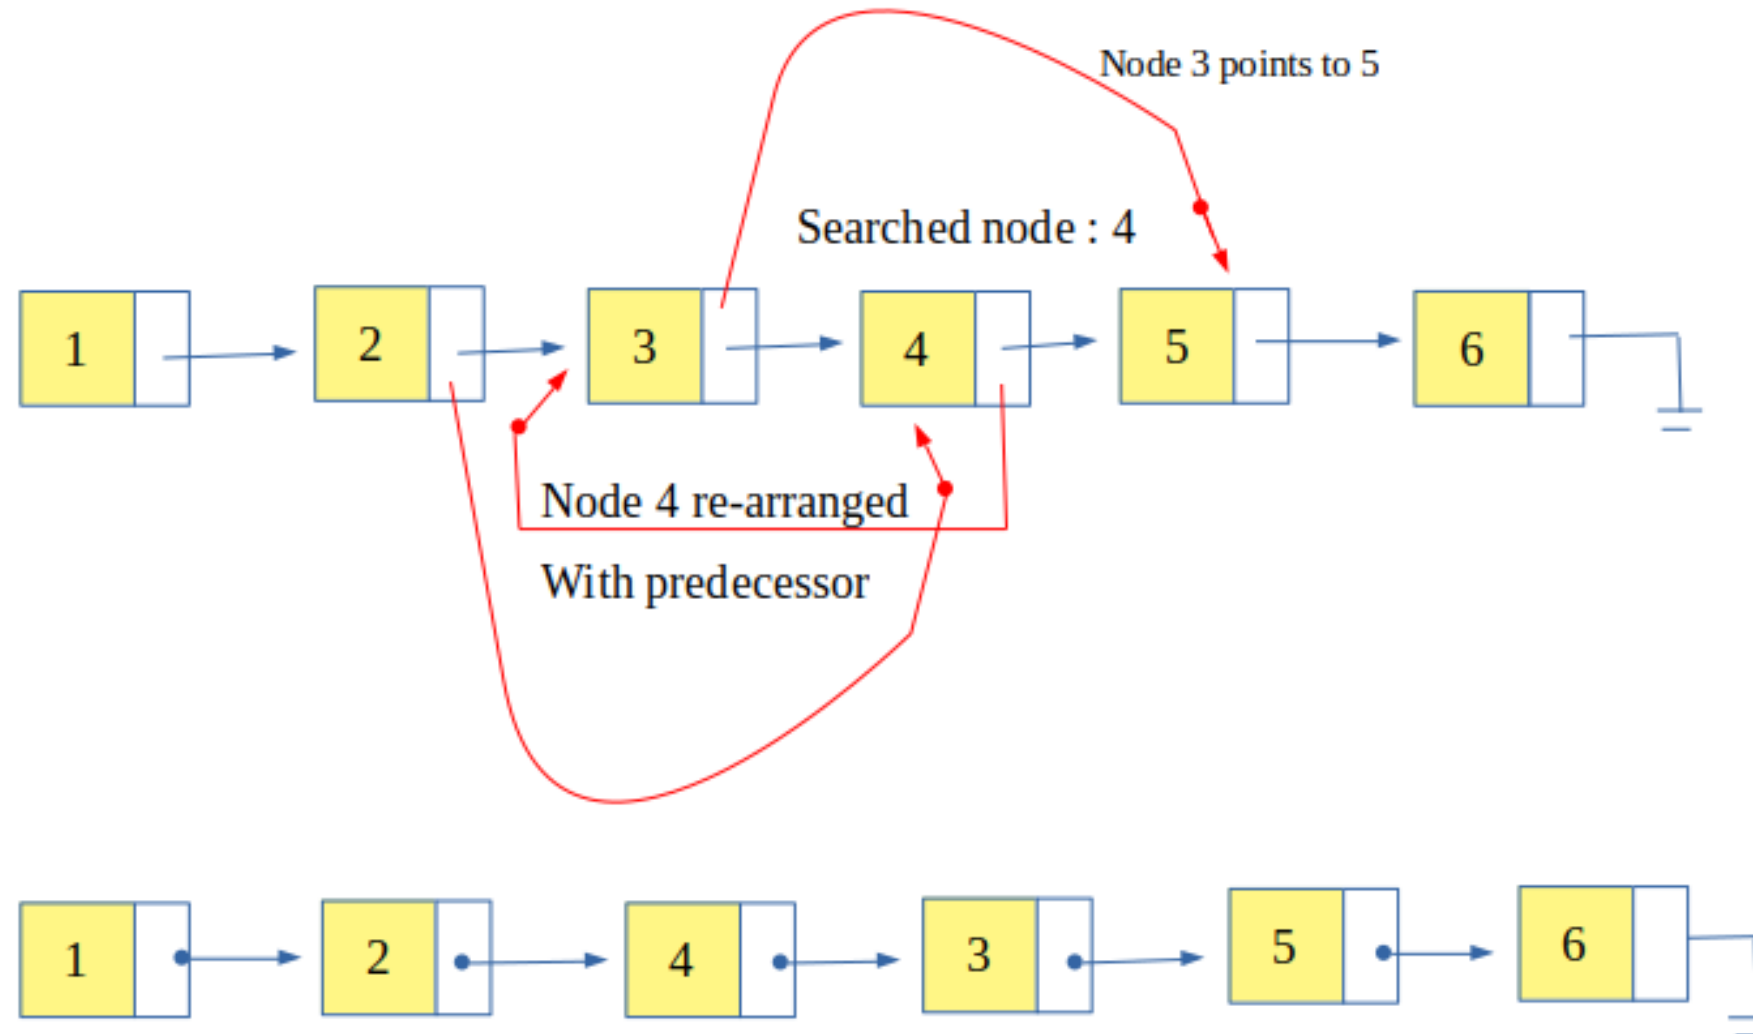 Node 3 points to 5
Searched node : 4
1 2 3 4 5 6
Node 4 re-arranged
With predecessor
1 2 4 3 5 6